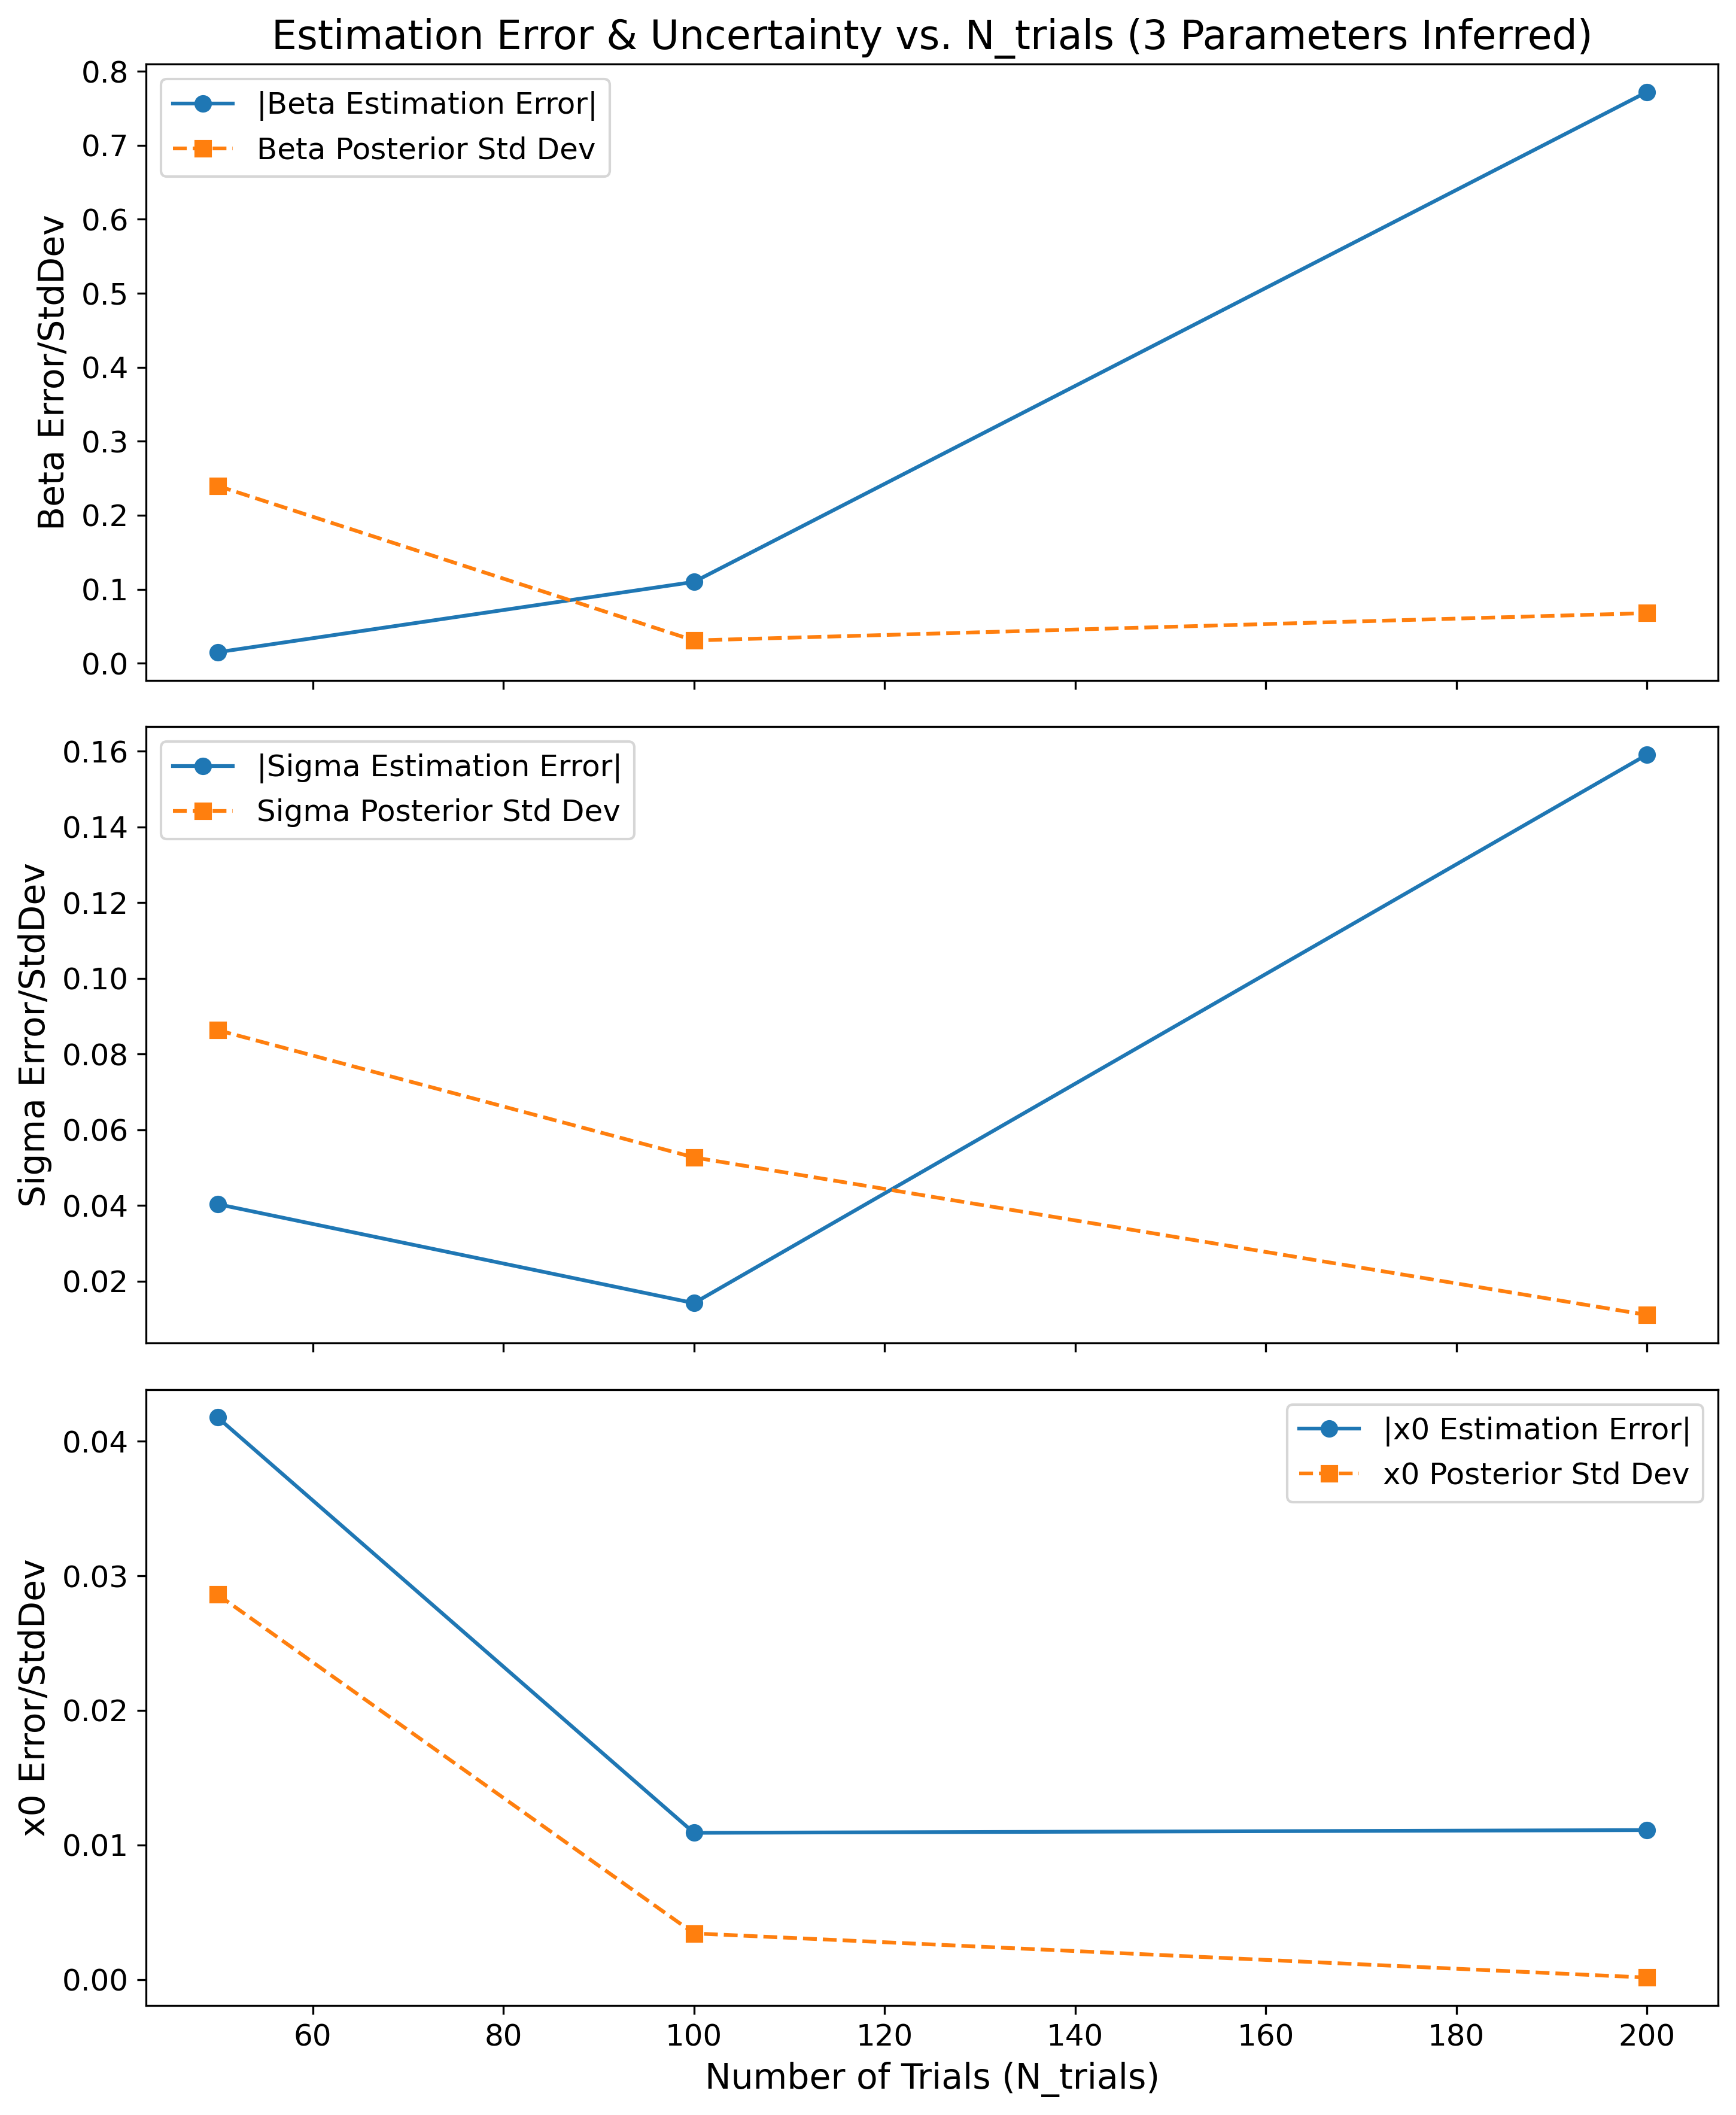 Estimation Error & Uncertainty vs. N_trials (3 Parameters Inferred)
|Beta Estimation Error|
Beta Posterior Std Dev
Beta Error/StdDev
0.8
0.7
0.6
0.5
0.4
0.3
0.2
0.1
0.0
|Sigma Estimation Error|
Sigma Posterior Std Dev
Sigma Error/StdDev
0.16
0.14
0.12
0.10
0.08
0.06
0.04
0.02
|x0 Estimation Error|
x0 Posterior Std Dev
x0 Error/StdDev
0.04
0.03
0.02
0.01
0.00
60 80 100 120 140 160 180 200
Number of Trials (N_trials)